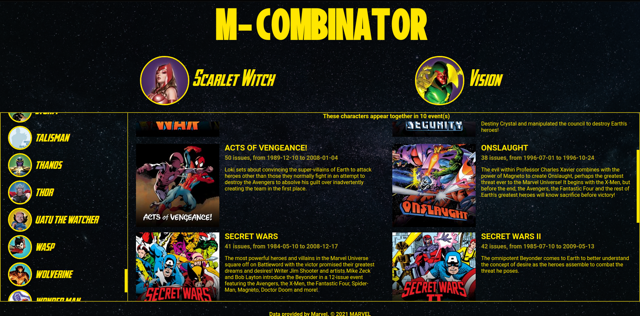 M-COMBINATOR
Scarlet Witch
Vision
These characters appear together in 10 event(s)
TALISMAN
THANOS
THOR
UATU THE WATCHER
WASP
WOLVERINE
WONDER MAN
WAR
ACTS OF VENGEANCE!
50 issues, from 1989-12-10 to 2008-01-04
Loki sets about convincing the super-villains of Earth to attack
heroes other than those they normally fight in an attempt to
destroy the Avengers to absolve his guilt over inadvertently
creating the team in the first place.
ACTS OF VENGEANCE!
SECRET WARS
41 issues, from 1984-05-10 to 2008-12-17
The most powerful heroes and villains in the Marvel Universe
square off on Battleword with the victor promised their greatest
dreams and desires! Writer Jim Shooter and artists Mike Zeck
and Bob Layton introduce the Beyonder in a 12-issue event
featuring the Avengers, the X-Men, the Fantastic Four, Spider-
Man, Magneto, Doctor Doom and more!
SECRET WARS
SECURITY
Destiny Crystal and manipulated the council to destroy Earth's
heroes!
ONSLAUGHT
38 issues, from 1996-07-01 to 1996-10-24
The evil within Professor Charles Xavier combines with the
power of Magneto to create Onslaught, perhaps the greatest
threat ever to the Marvel Universe! It begins with the X-Men, but
before the end, the Avengers, the Fantastic Four and the rest of
Earth's greatest heroes will know sacrifice before victory!
ONSLAUGHT
SECRET WARS II
42 issues, from 1985-07-10 to 2009-05-13
The omnipotent Beyonder comes to Earth to better understand
the concept of desire as the heroes assemble to combat the
threat he poses.
SECRET WARS
II
Data provided by Marvel. © 2021 MARVEL